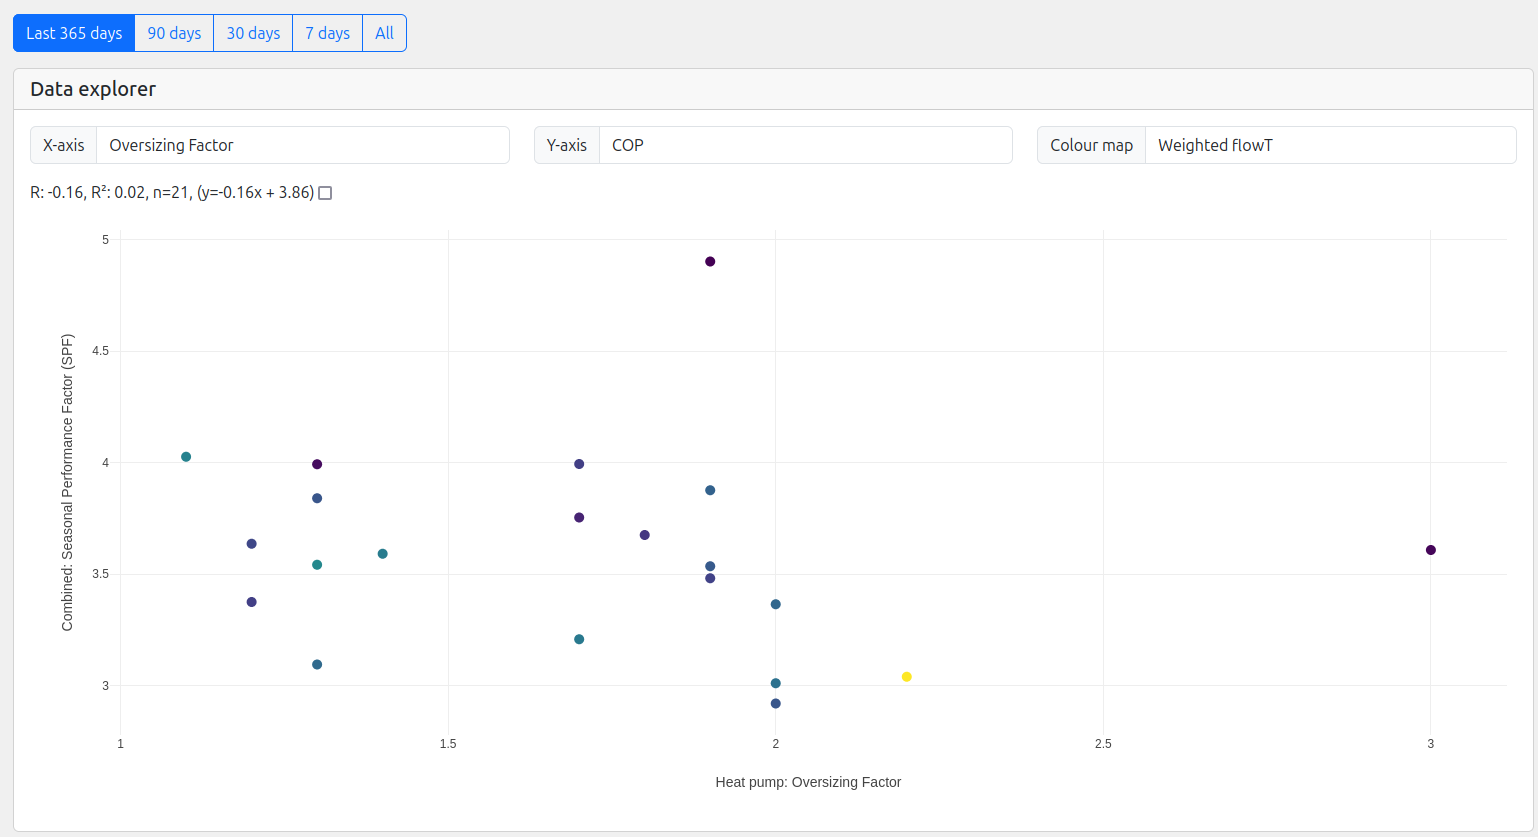 Last 365 days 90 days 30 days 7 days All
Data explorer
X-axis Oversizing Factor Y-axis COP Colour map Weighted flowT
R: -0.16, R²: 0.02, n=21, (y=-0.16x + 3.86)
5
4.5
4
3.5
3
Combined: Seasonal Performance Factor (SPF)
1 1.5 2 2.5 3
Heat pump: Oversizing Factor